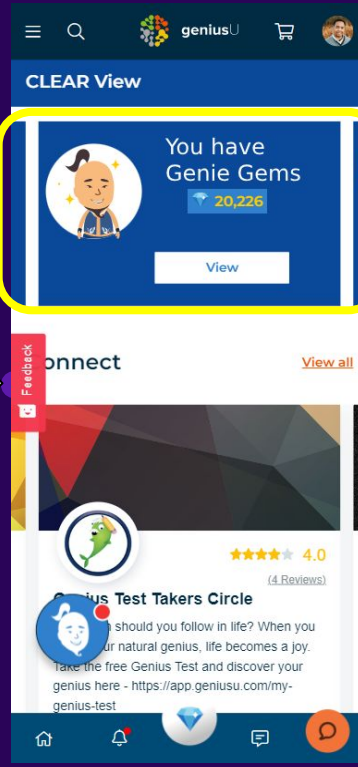 geniusU
CLEAR View
You have
Genie Gems
20,226
View
Feedback
onnect
View all
4.0
(4 Reviews)
ius Test Takers Circle
should you follow in life? When you
ur natural genius, life becomes a joy.
Take the free Genius Test and discover your
genius here - https://app.geniusu.com/my-
genius-test